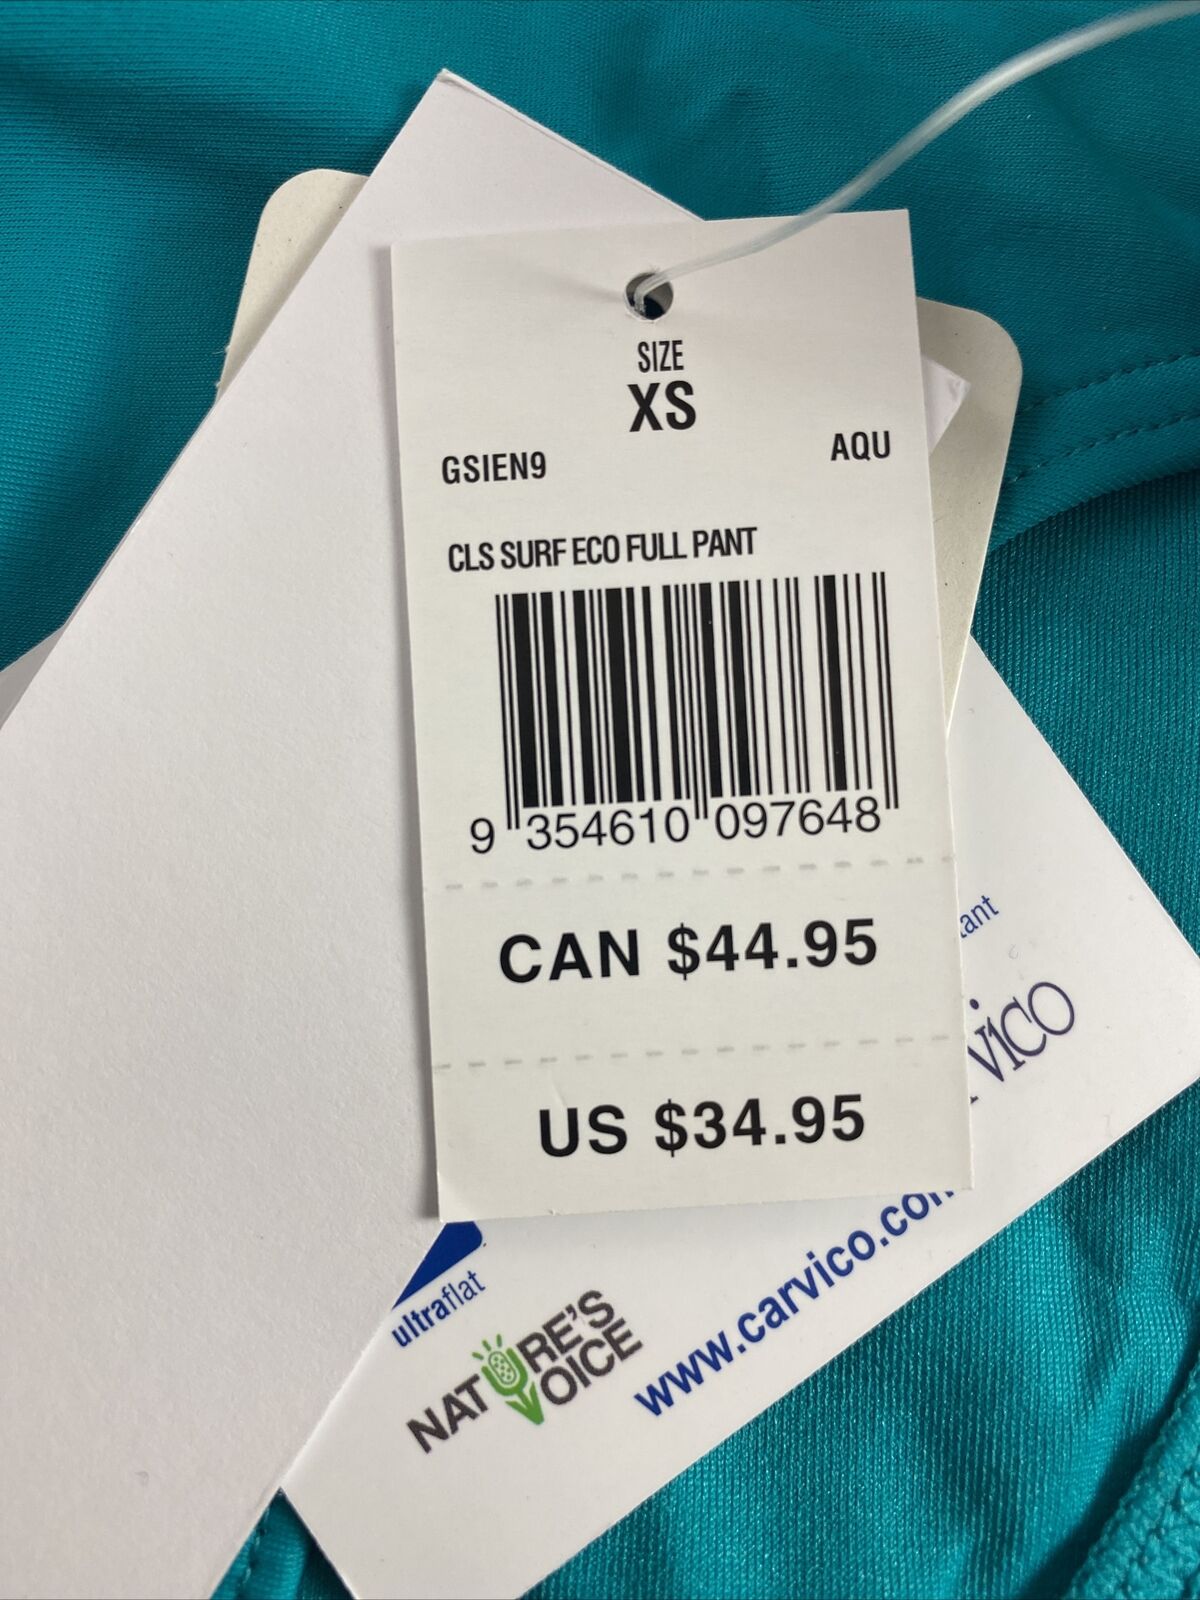 SIZE
XS
GSIEN9 AQU
CLS SURF ECO FULL PANT
9 354610 097648
CAN $44.95
US $34.95
ultraflat
NATURE'S
VOICE
www.carvico.com